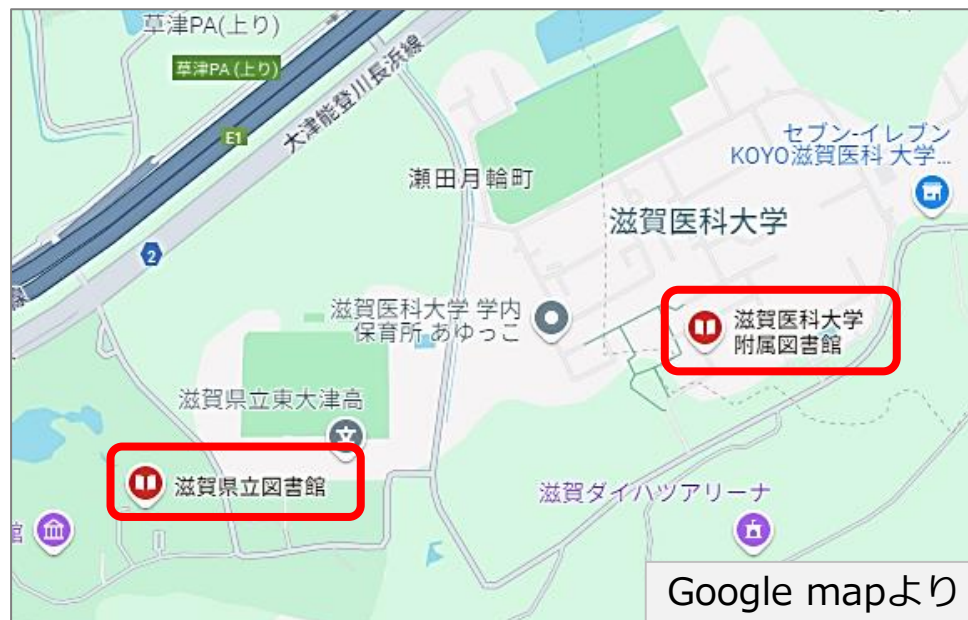 草津PA(上り)
草津PA(上り)
E1
大津能登川長浜線
2
瀬田月輪町
セブン-イレブン
KOYO滋賀医科 大学...
滋賀医科大学
滋賀医科大学 学内
保育所 あゆっこ
滋賀医科大学
附属図書館
滋賀県立東大津高
文
滋賀県立図書館
館
滋賀ダイハツアリーナ
Google mapより